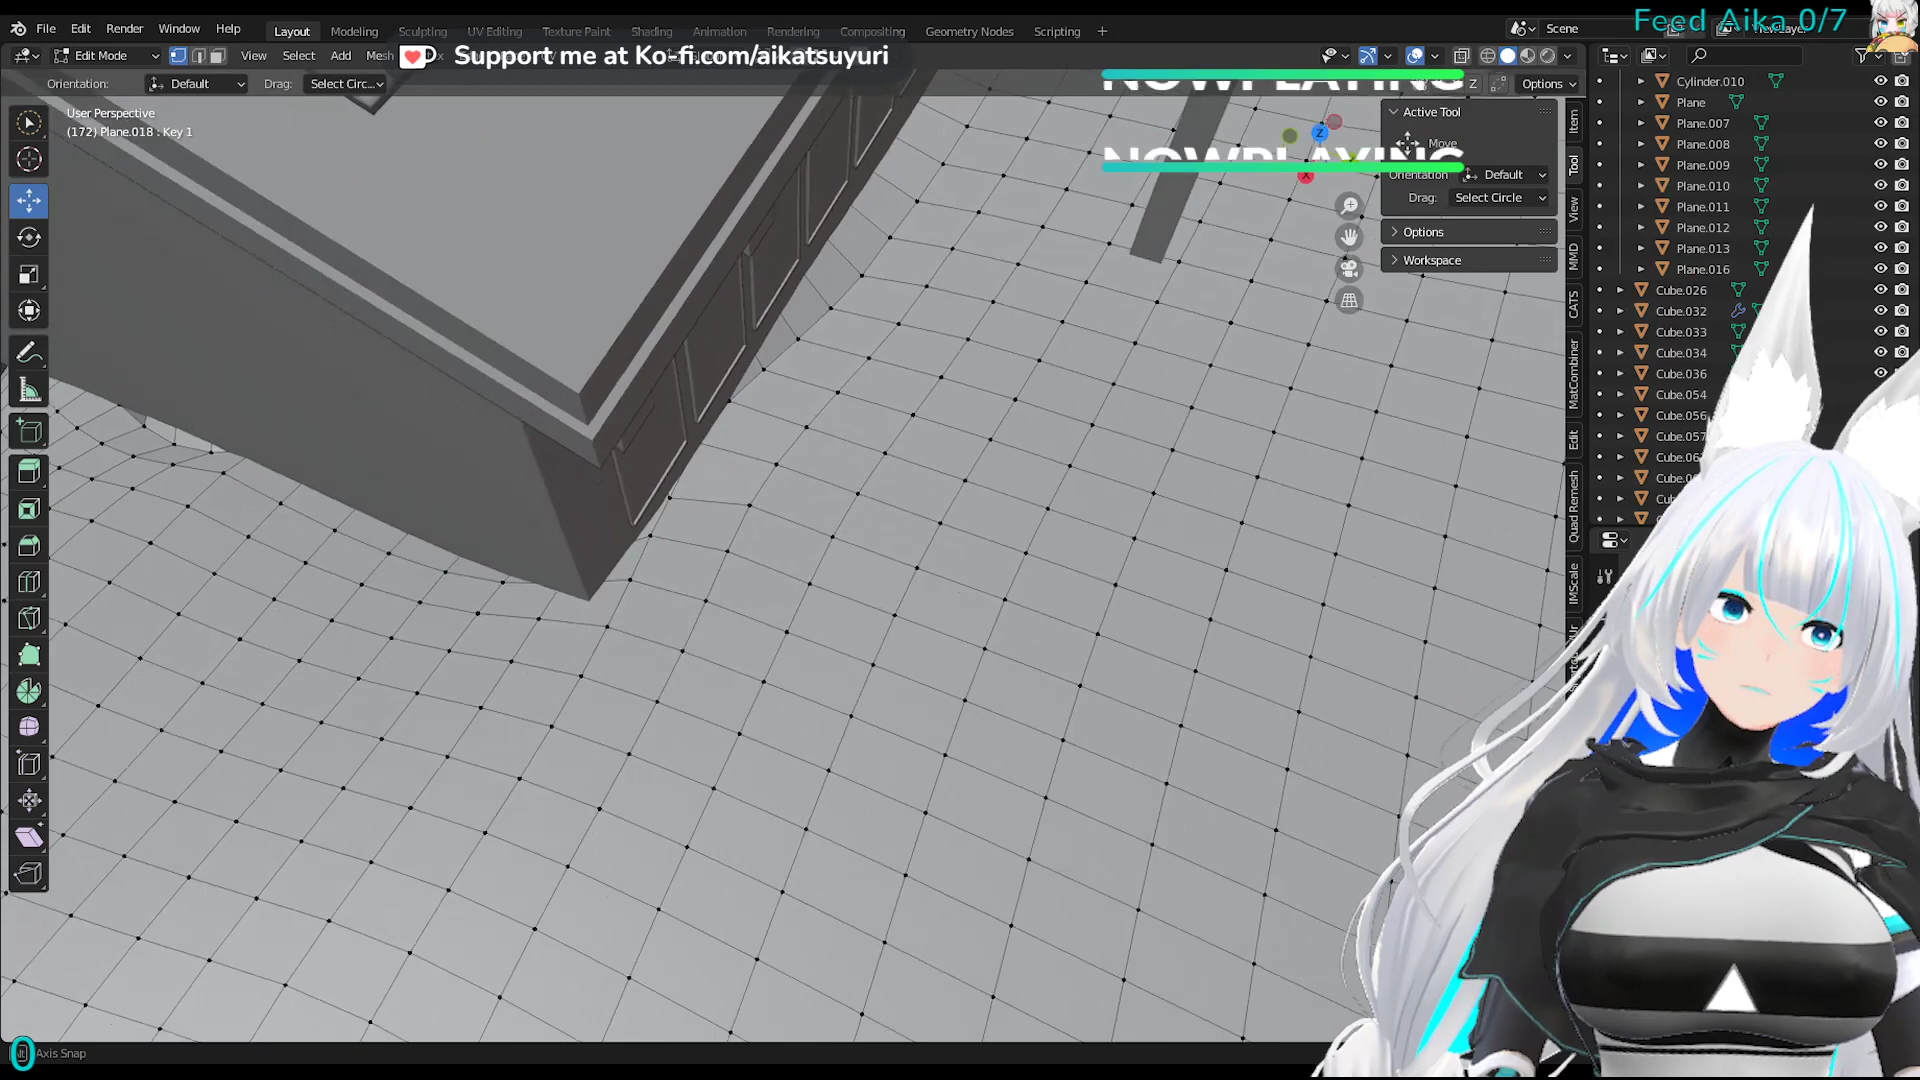 File Edit Render Window Help Layout Modeling Sculpting UV Editing Texture Paint Shading Animation Rendering Compositing Geometry Nodes Scripting + Scene
Feed Aika 0/7
Edit Mode View Select Add Mesh
Support me at Ko-fi.com/aikatsuyuri
Orientation: Default Drag: Select Circ... Z Options
User Perspective
(172) Plane.018 : Key 1
NOWPLAYING
NOWPLAYING
Z
X
Active Tool
Move
Orientation Default
Drag: Select Circle
Options
Workspace
Item
Tool
View
MMD
CATS
MatCombiner
Edit
Quad Remesh
IMScale
Cylinder.010
Plane
Plane.007
Plane.008
Plane.009
Plane.010
Plane.011
Plane.012
Plane.013
Plane.016
Cube.026
Cube.032
Cube.033
Cube.034
Cube.036
Cube.054
Cube.056
Cube.057
0 Axis Snap